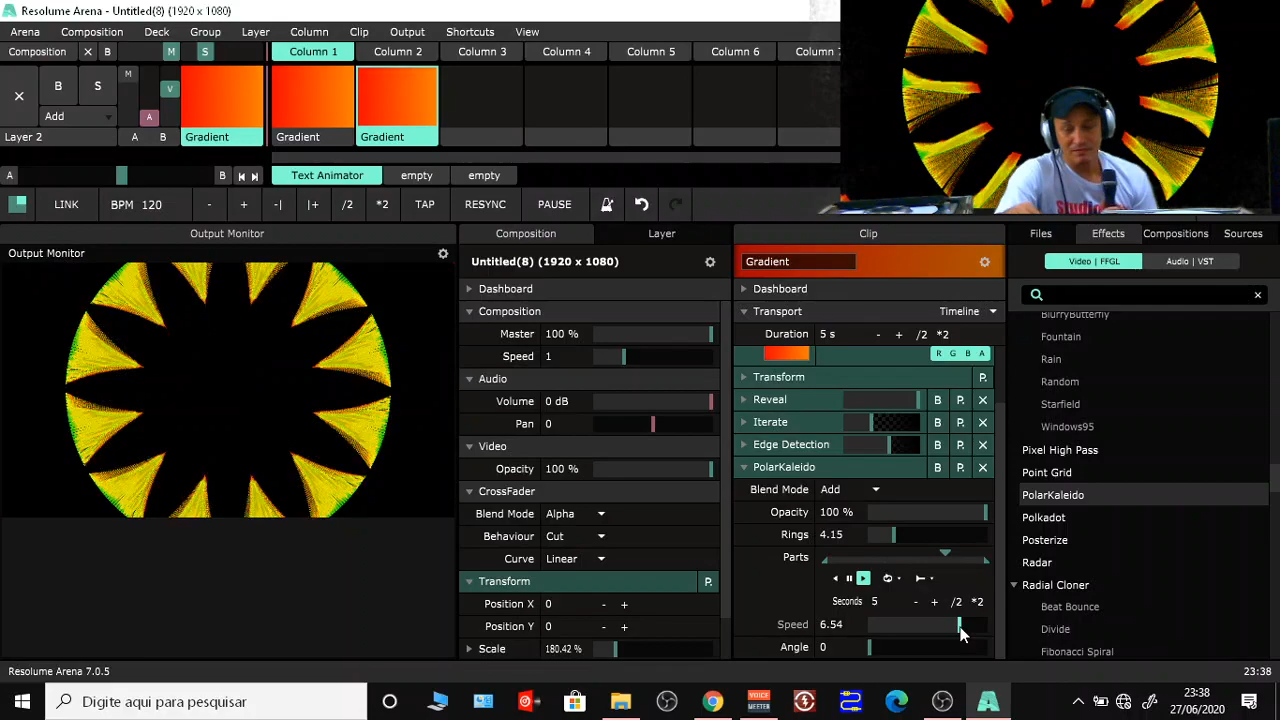 Resolume Arena - Untitled(8) (1920 x 1080)
Arena Composition Deck Group Layer Column Clip Output Shortcuts View
Composition × B M S Column 1 Column 2 Column 3 Column 4 Column 5 Column 6 Column 7
× B S M V
Add A
Layer 2 A B Gradient Gradient Gradient
A B Text Animator empty empty
LINK BPM 120 - + -| |+ /2 *2 TAP RESYNC PAUSE
Output Monitor Composition Layer Clip Files Effects Compositions Sources
Output Monitor
Untitled(8) (1920 x 1080)
Dashboard
Composition
Master 100 %
Speed 1
Audio
Volume 0 dB
Pan 0
Video
Opacity 100 %
CrossFader
Blend Mode Alpha
Behaviour Cut
Curve Linear
Transform P.
Position X 0 - +
Position Y 0 - +
Scale 180.42 %
Gradient
Dashboard
Transport Timeline
Duration 5 s - + /2 *2
R G B A
Transform P.
Reveal B P. ×
Iterate B P. ×
Edge Detection B P. ×
PolarKaleido B P. ×
Blend Mode Add
Opacity 100 %
Rings 4.15
Parts
Seconds 5 - + /2 *2
Speed 6.54
Angle 0
Video | FFGL Audio | VST
×
BlurryButterfly
Fountain
Rain
Random
Starfield
Windows95
Pixel High Pass
Point Grid
PolarKaleido
Polkadot
Posterize
Radar
Radial Cloner
Beat Bounce
Divide
Fibonacci Spiral
Resolume Arena 7.0.5 23:38
Digite aqui para pesquisar
VOICE
MEETER
23:38
27/06/2020